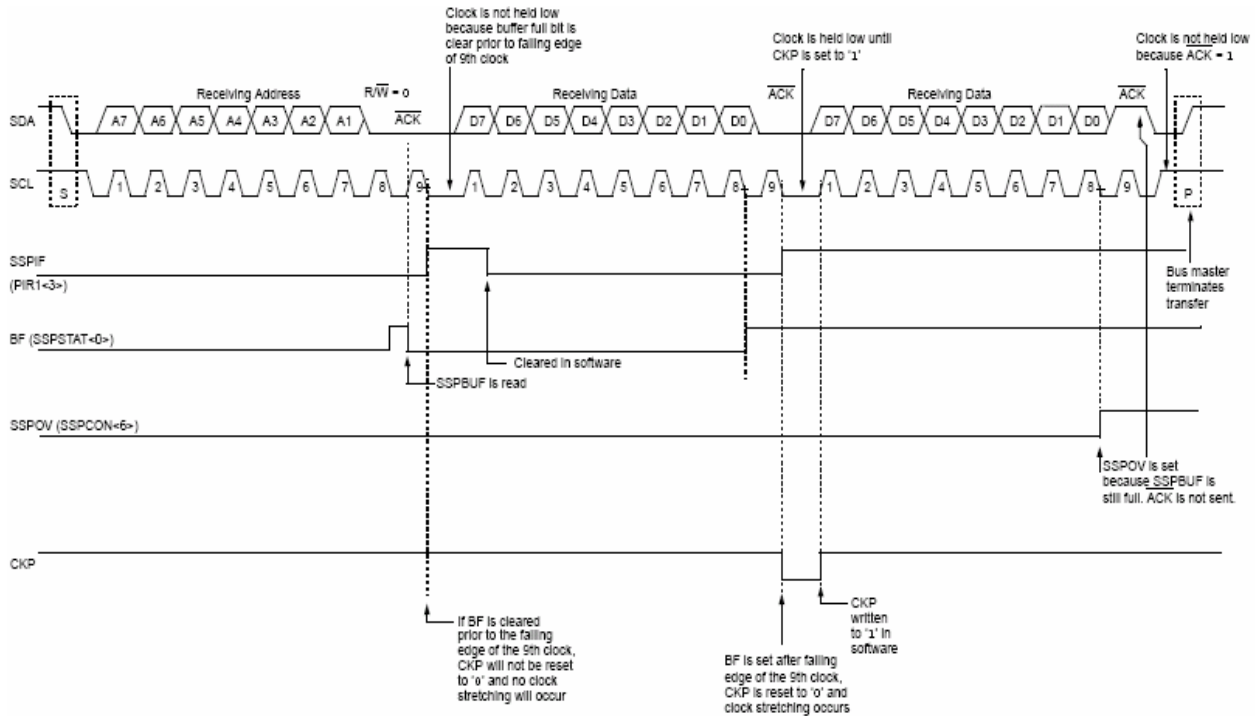 Clock is not held low
because buffer full bit is
clear prior to falling edge
of 9th clock
Clock is held low until
CKP is set to '1'
Clock is not held low
because ACK = 1
Receiving Address
R/W = 0
ACK
Receiving Data
ACK
Receiving Data
ACK
SDA
A7 A6 A5 A4 A3 A2 A1
D7 D6 D5 D4 D3 D2 D1 D0
D7 D6 D5 D4 D3 D2 D1 D0
SCL
S
1 2 3 4 5 6 7 8 9
1 2 3 4 5 6 7 8 9
1 2 3 4 5 6 7 8 9
P
SSPIF
(PIR1<3>)
Bus master
terminates
transfer
BF (SSPSTAT<0>)
Cleared in software
SSPBUF is read
SSPOV (SSPCON<6>)
SSPOV is set
because SSPBUF is
still full. ACK is not sent.
CKP
If BF is cleared
prior to the falling
edge of the 9th clock,
CKP will not be reset
to '0' and no clock
stretching will occur
CKP
written
to '1' in
software
BF is set after falling
edge of the 9th clock,
CKP is reset to '0' and
clock stretching occurs